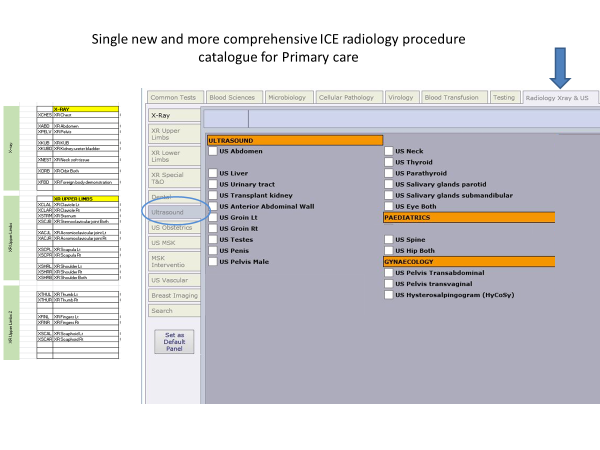 Single new and more comprehensive ICE radiology procedure
catalogue for Primary care
X-ray
X-RAY
XCHES XR Chest
XABD XR Abdomen
XPELV XR Pelvis
XKUB XR KUB
XKUBD XR Kidney ureter bladder
XNEST XR Neck soft tissue
XORB XR Orbit Both
XFBD XR Foreign body demonstration
XR Upper Limbs
XR UPPER LIMBS
XCLAL XR Clavicle Lt
XCLAR XR Clavicle Rt
XSTERN XR Sternum
XSCJB XR Sternoclavicular joint Both
XACJL XR Acromioclavicular joint Lt
XACJR XR Acromioclavicular joint Rt
XSCPL XR Scapula Lt
XSCPR XR Scapula Rt
XSHRL XR Shoulder Lt
XSHRR XR Shoulder Rt
XSHRB XR Shoulder Both
XR Upper Limbs 2
XTHUL XR Thumb Lt
XTHUR XR Thumb Rt
XFINL XR Fingers Lt
XFINR XR Fingers Rt
XSCAL XR Scaphoid Lt
XSCAR XR Scaphoid Rt
Common Tests Blood Sciences Microbiology Cellular Pathology Virology Blood Transfusion Testing Radiology Xray & US
X-Ray
XR Upper
Limbs
XR Lower
Limbs
XR Special
T&O
Dental
Ultrasound
US Obstetrics
US MSK
MSK
Interventio
US Vascular
Breast Imaging
Search
Set as
Default
Panel
ULTRASOUND
US Abdomen
US Liver
US Urinary tract
US Transplant kidney
US Anterior Abdominal Wall
US Groin Lt
US Groin Rt
US Testes
US Penis
US Pelvis Male
US Neck
US Thyroid
US Parathyroid
US Salivary glands parotid
US Salivary glands submandibular
US Eye Both
PAEDIATRICS
US Spine
US Hip Both
GYNAECOLOGY
US Pelvis Transabdominal
US Pelvis transvaginal
US Hysterosalpingogram (HyCoSy)